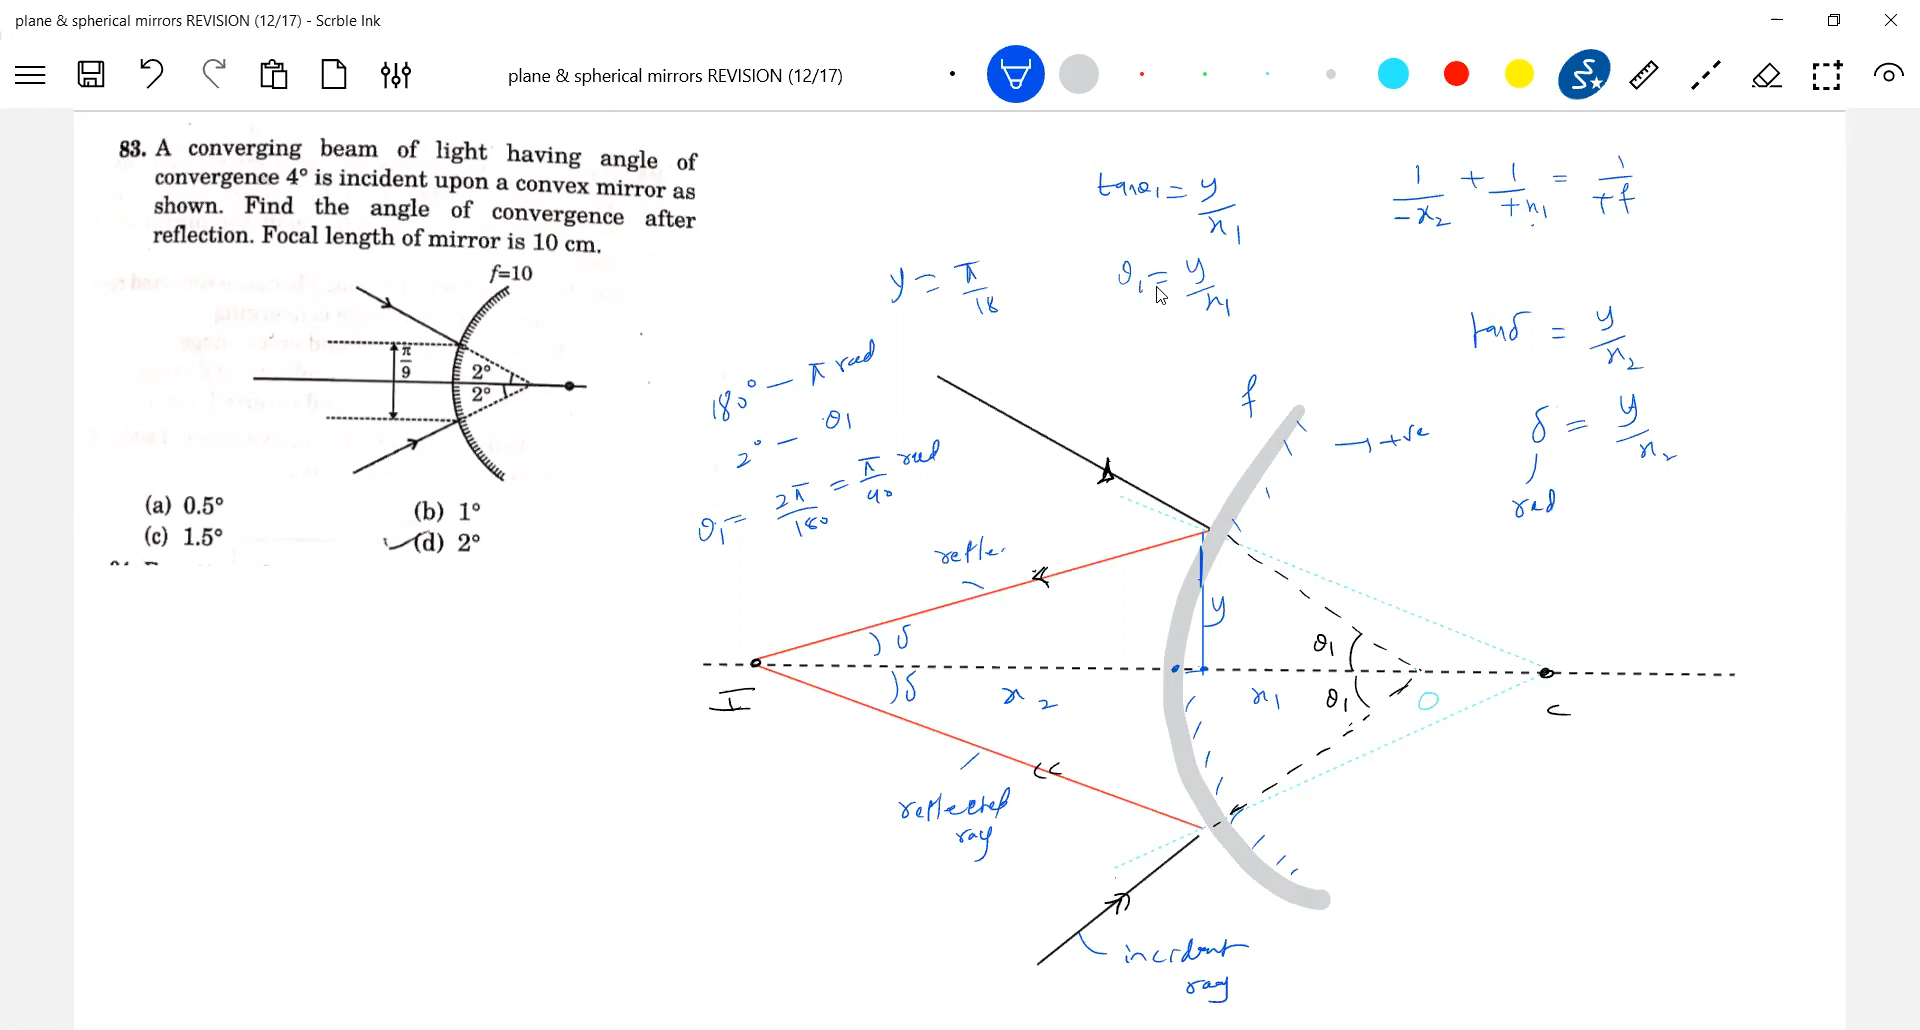 plane & spherical mirrors REVISION (12/17) - Scrble Ink
plane & spherical mirrors REVISION (12/17)
83. A converging beam of light having angle of
convergence 4° is incident upon a convex mirror as
shown. Find the angle of convergence after
reflection. Focal length of mirror is 10 cm.
f=10
π/9
2°
2°
(a) 0.5°
(b) 1°
(c) 1.5°
(d) 2°
tanθ₁ = y/x₁
1/-x₂ + 1/+x₁ = 1/+f
y = π/18
θ₁ = y/x₁
tanδ = y/x₂
180° — π rad
2° — θ₁
θ₁ = 2π/180 = π/90 rad
f
→ +ve
δ = y/x₂
rad
refle.
y
δ
θ₁
δ
x₂
x₁
θ₁
O
I
C
reflected
ray
incident
ray